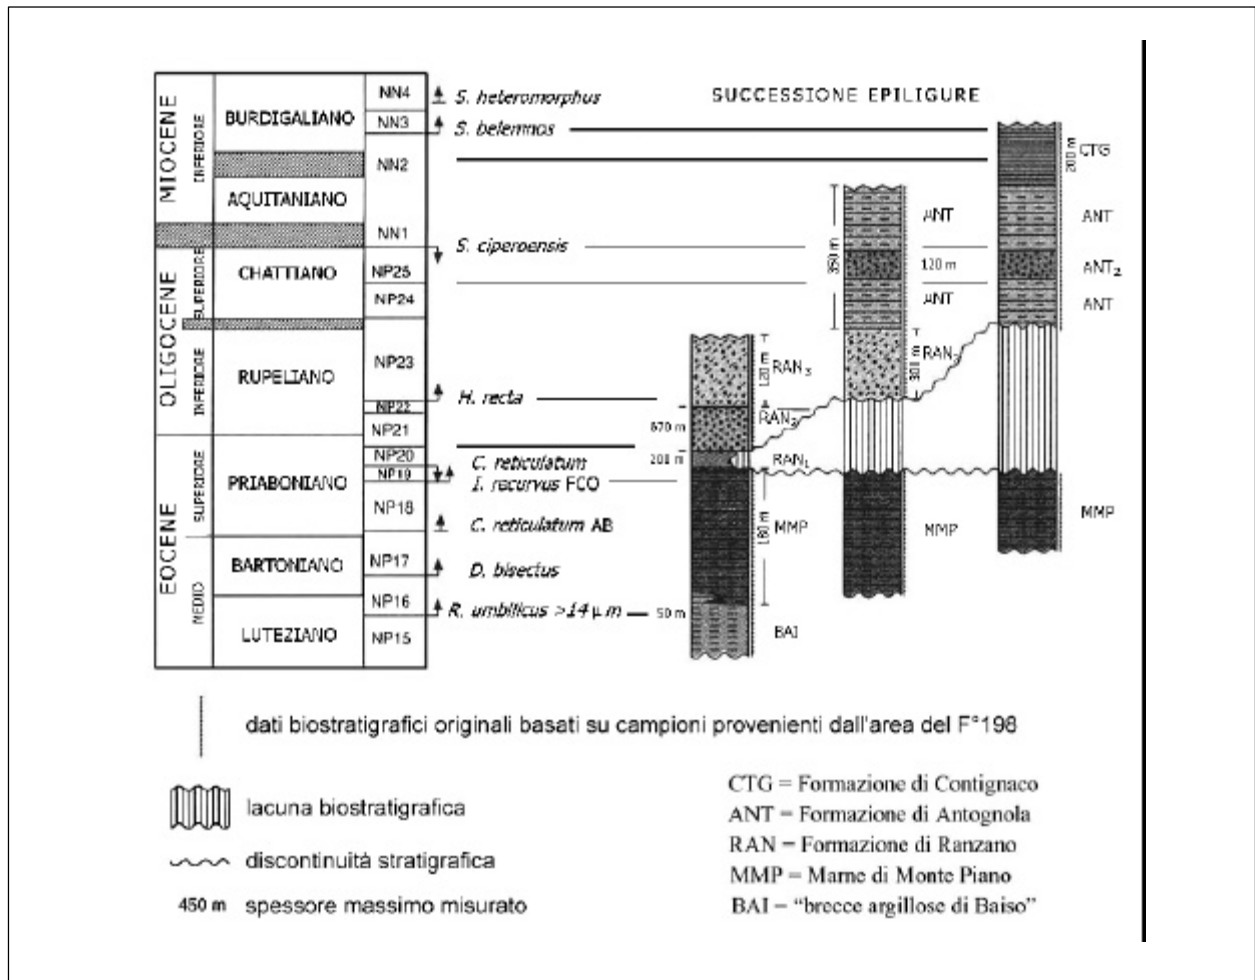 SUCCESSIONE EPILIGURE
MIOCENE
INFERIORE
BURDIGALIANO
AQUITANIANO
OLIGOCENE
SUPERIORE
CHATTIANO
INFERIORE
RUPELIANO
EOCENE
SUPERIORE
PRIABONIANO
MEDIO
BARTONIANO
LUTEZIANO
NN4
NN3
NN2
NN1
NP25
NP24
NP23
NP22
NP21
NP20
NP19
NP18
NP17
NP16
NP15
S. heteromorphus
S. belemnos
S. ciperoensis
H. recta
C. reticulatum
I. recurvus FCO
C. reticulatum AB
D. bisectus
R. umbilicus >14 μm
120 m
RAN3
670 m
RAN2
200 m
RAN1
160 m
MMP
50 m
BAI
350 m
μNT
120 m
μNT
300 m
RAN3
MMP
200 m
CTG
ANT
ANT2
ANT
MMP
dati biostratigrafici originali basati su campioni provenienti dall'area del F°198
lacuna biostratigrafica
discontinuità stratigrafica
450 m spessore massimo misurato
CTG = Formazione di Contignaco
ANT = Formazione di Antognola
RAN = Formazione di Ranzano
MMP = Marne di Monte Piano
BAI = "brecce argillose di Baiso"